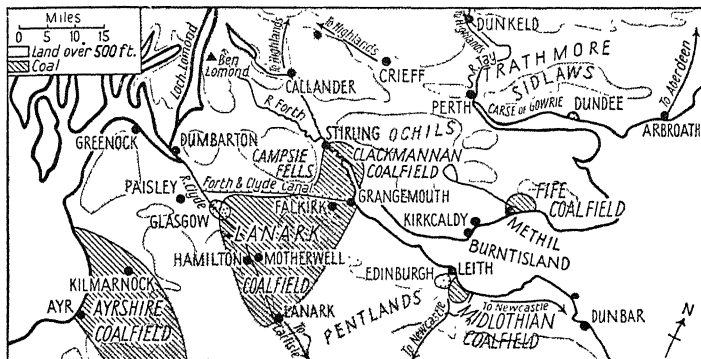 Miles
0 5 10 15
Land over 500 ft.
Coal
Loch Lomond
Ben Lomond
To Highlands
To Highlands
To Highlands
DUNKELD
R. Tay
STRATHMORE
SIDLAWS
To Aberdeen
CALLANDER
CRIEFF
PERTH
CARSE OF GOWRIE
DUNDEE
ARBROATH
R. Forth
GREENOCK
DUMBARTON
STIRLING
OCHILS
CAMPSIE FELLS
CLACKMANNAN COALFIELD
PAISLEY
R. Clyde
Forth & Clyde Canal
GRANGEMOUTH
FALKIRK
FIFE COALFIELD
GLASGOW
KIRKCALDY
METHIL
BURNTISLAND
LANARK COALFIELD
HAMILTON
MOTHERWELL
EDINBURGH
LEITH
KILMARNOCK
AYR
AYRSHIRE COALFIELD
LANARK
To Carlisle
PENTLANDS
To Newcastle
To Newcastle
MIDLOTHIAN COALFIELD
DUNBAR
N